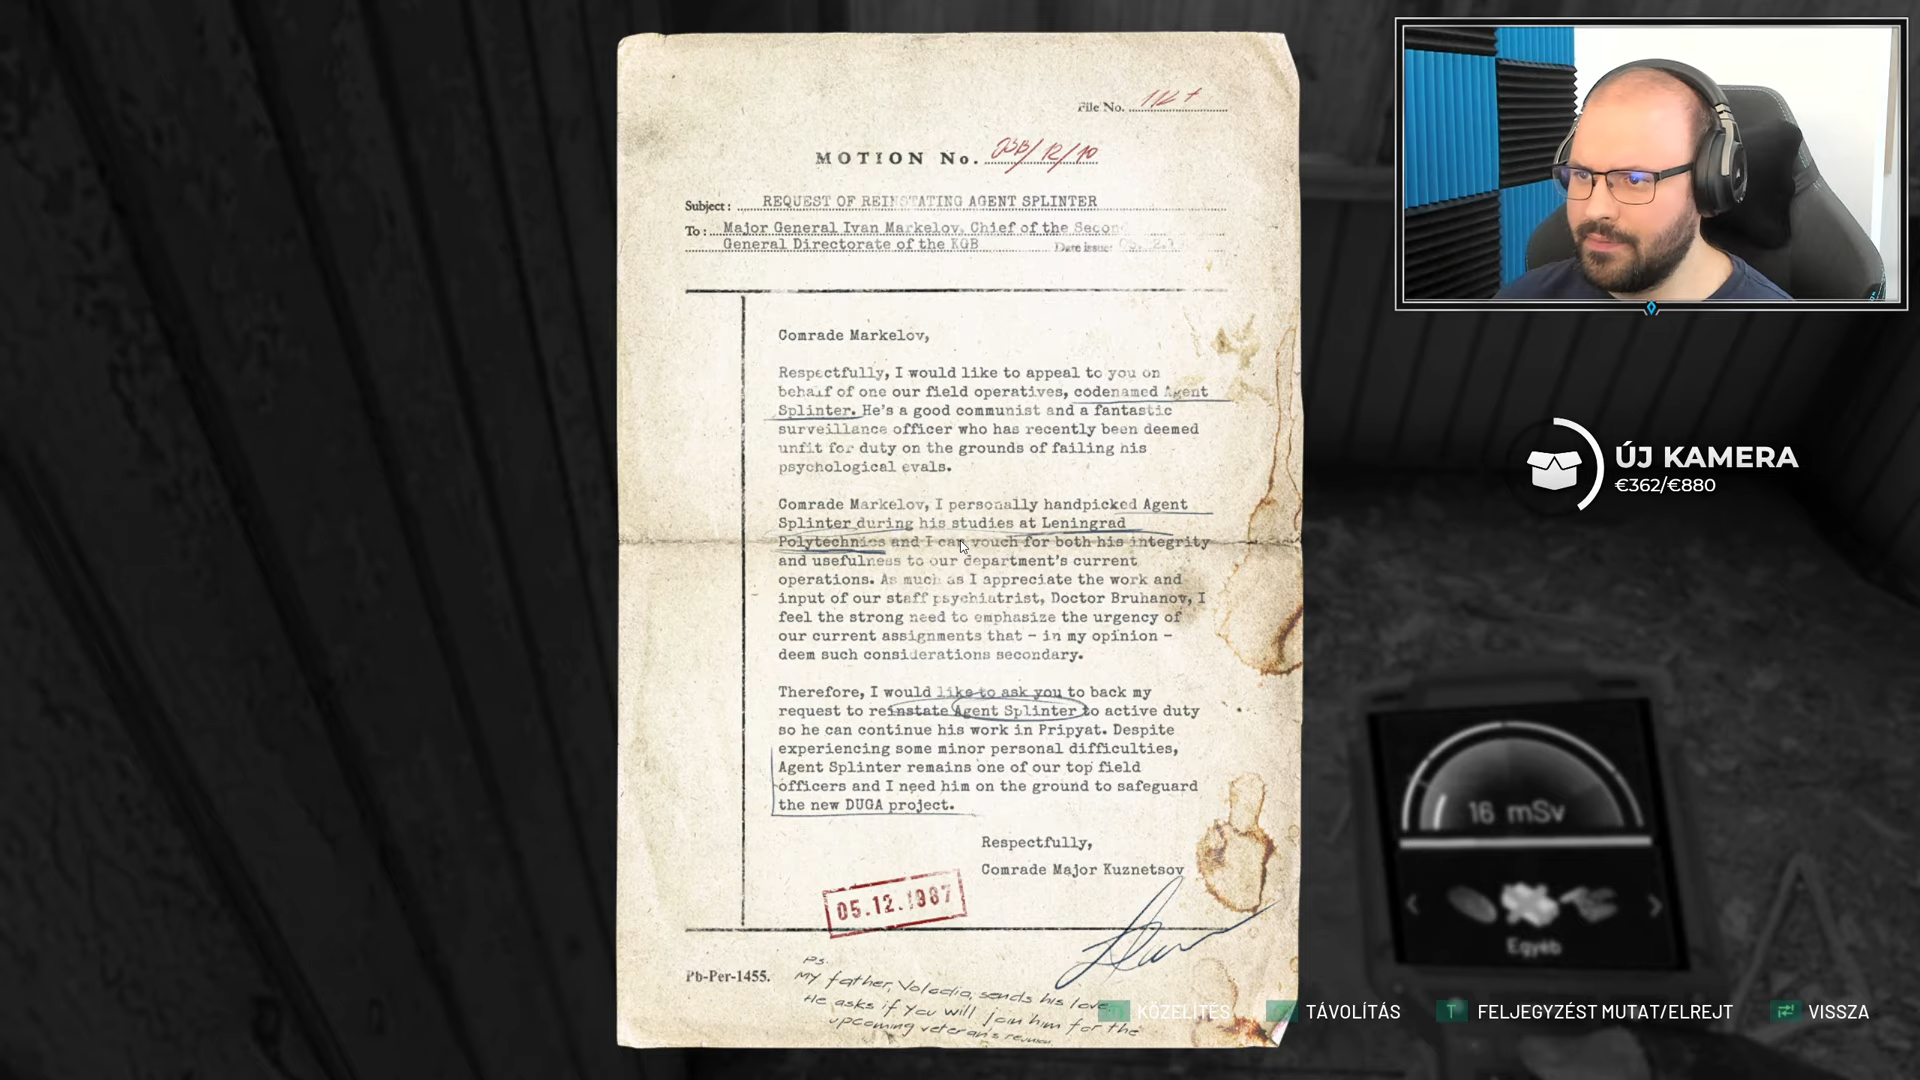 File No.
MOTION No. /12/10
Subject: REQUEST OF REINSTATING AGENT SPLINTER
To: Major General Ivan Markelov, Chief of the Second
General Directorate of the KGB Date issue:
Comrade Markelov,
Respectfully, I would like to appeal to you on
behalf of one our field operatives, codenamed Agent
Splinter. He's a good communist and a fantastic
surveillance officer who has recently been deemed
unfit for duty on the grounds of failing his
psychological evals.
Comrade Markelov, I personally handpicked Agent
Splinter during his studies at Leningrad
Polytechnics and I can vouch for both his integrity
and usefulness to our department's current
operations. As much as I appreciate the work and
input of our staff psychiatrist, Doctor Bruhanov, I
feel the strong need to emphasize the urgency of
our current assignments that - in my opinion -
deem such considerations secondary.
Therefore, I would like to ask you to back my
request to reinstate Agent Splinter to active duty
so he can continue his work in Pripyat. Despite
experiencing some minor personal difficulties,
Agent Splinter remains one of our top field
officers and I need him on the ground to safeguard
the new DUGA project.
Respectfully,
Comrade Major Kuznetsov
05.12.1987
Pb-Per-1455.
Ps.
My father, Volodia, sends his love.
He asks if you will join him for the
upcoming veteran's reunion.
ÚJ KAMERA
€362/€880
16 mSv
Egyéb
KÖZELÍTÉS
TÁVOLÍTÁS
T FELJEGYZÉST MUTAT/ELREJT
VISSZA